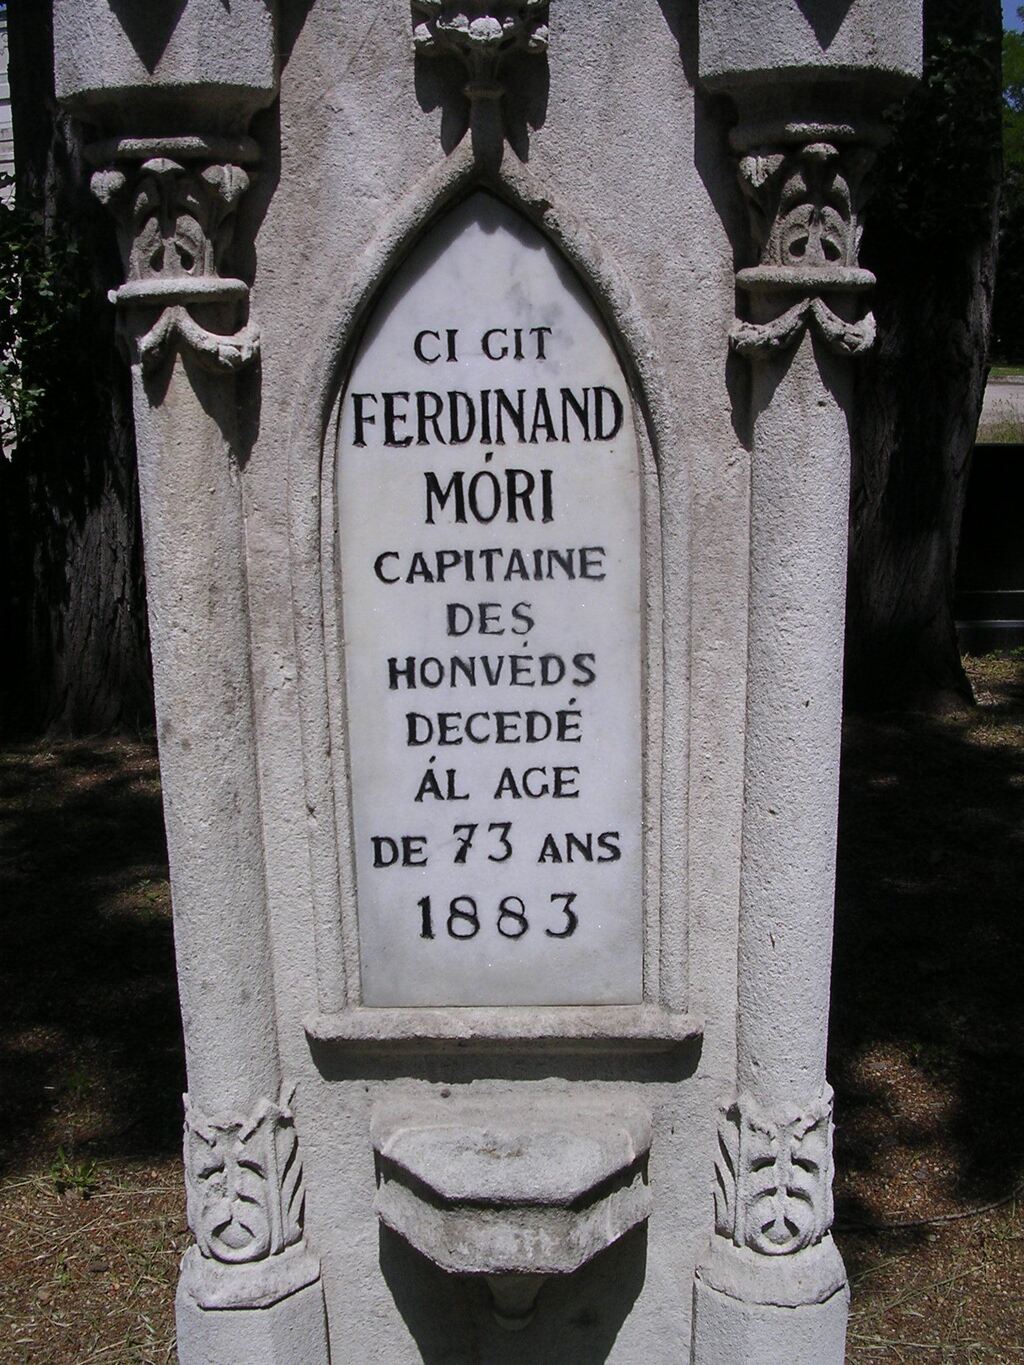 CI GIT
FERDINAND
MÓRI
CAPITAINE
DES
HONVÉDS
DECEDÉ
ÁL AGE
DE 73 ANS
1883